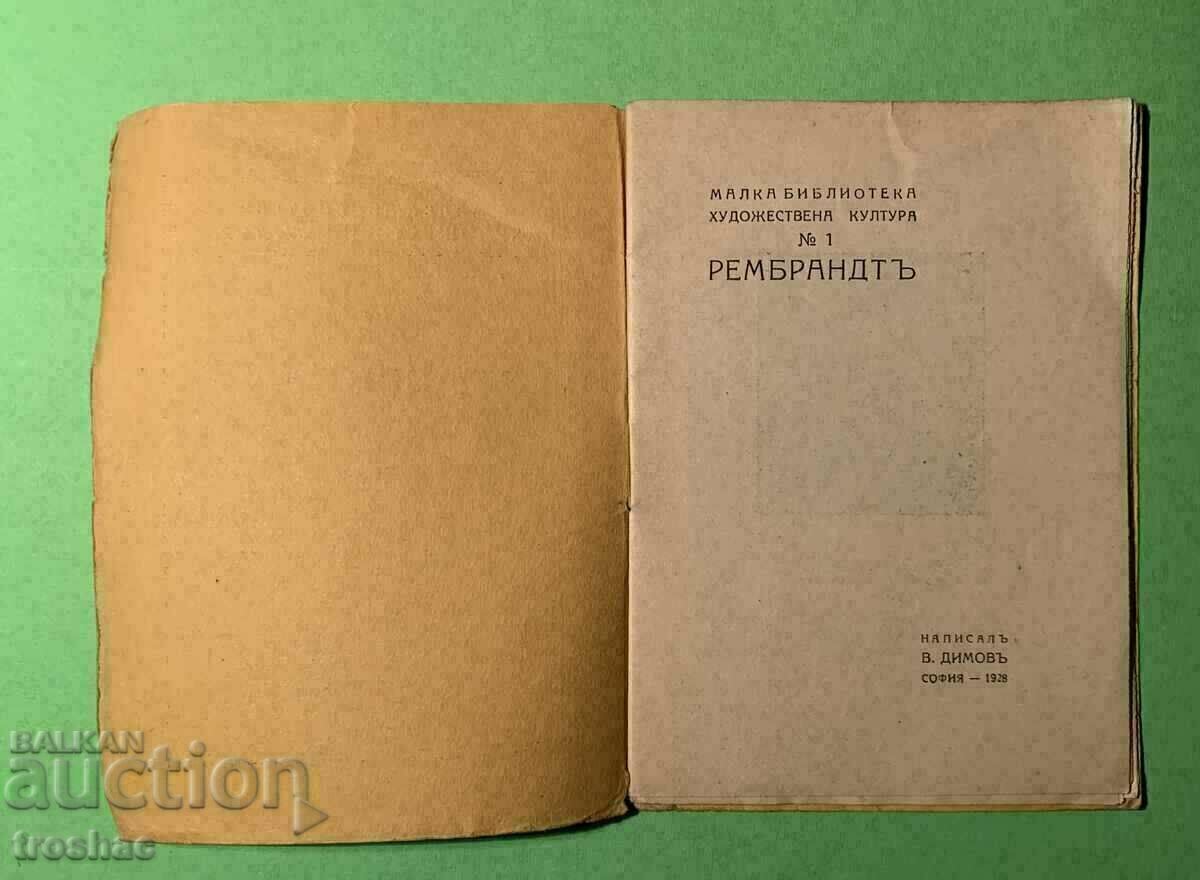 МАЛКА БИБЛИОТЕКА
ХУДОЖЕСТВЕНА КУЛТУРА
№ 1
РЕМБРАНДТЪ
НАПИСАЛЪ
В. ДИМОВЪ
СОФИЯ — 1928
BALKAN
auction
troshac